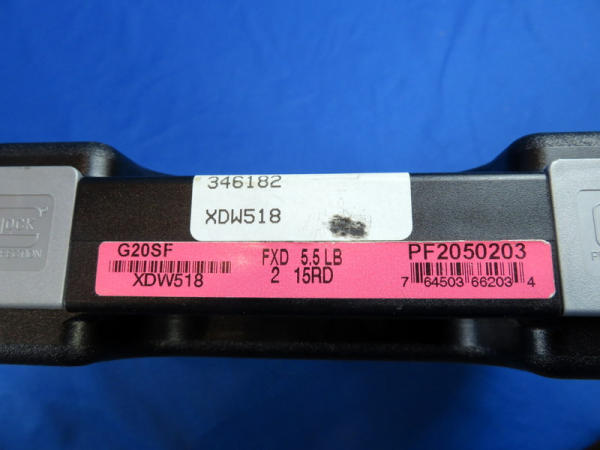 346182
XDW518
G20SF
XDW518
FXD 5.5 LB
2 15RD
PF2050203
7 64503 66203 4